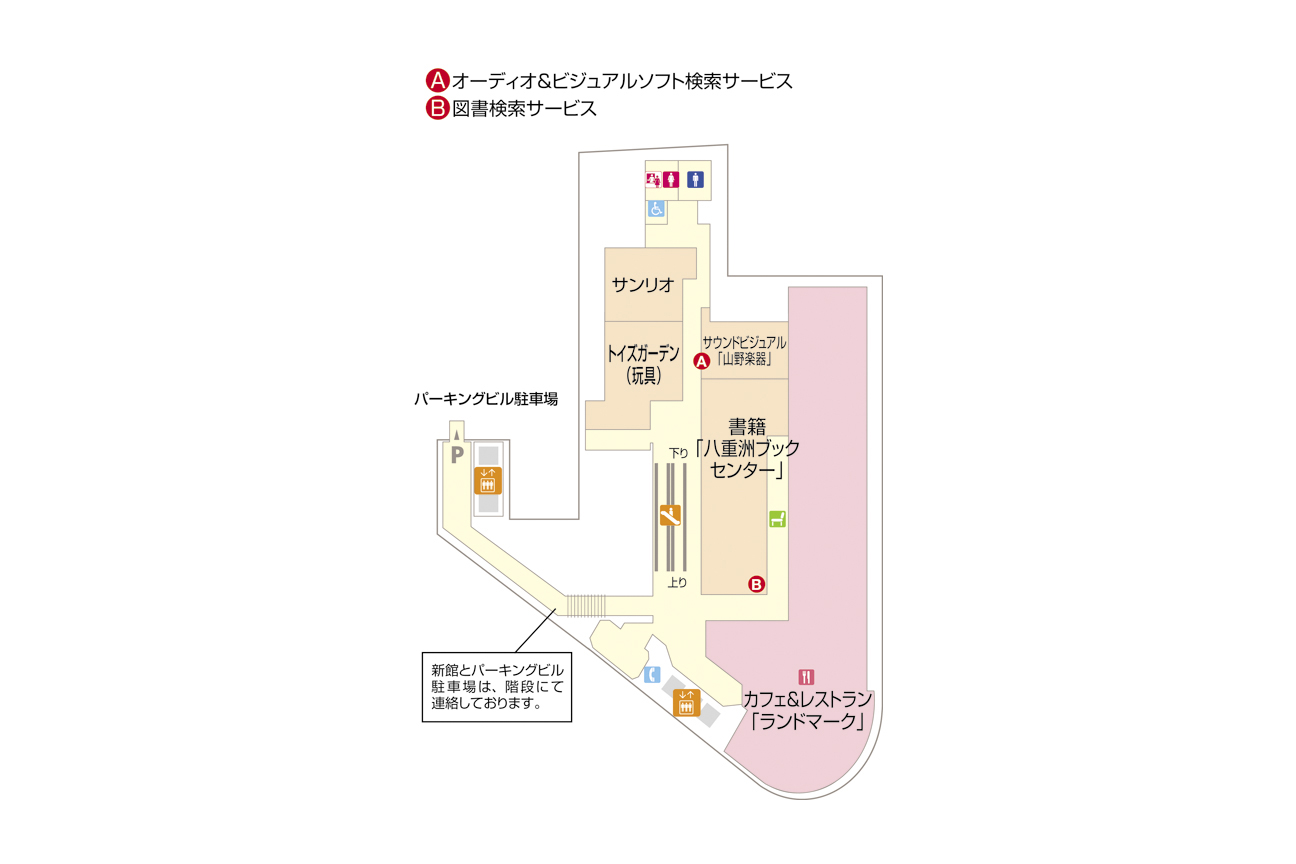 Aオーディオ&ビジュアルソフト検索サービス
B図書検索サービス
サンリオ
トイズガーデン
（玩具）
サウンドビジュアル
「山野楽器」
A
パーキングビル駐車場
P
書籍
「八重洲ブック
センター」
下り
上り
B
新館とパーキングビル
駐車場は、階段にて
連絡しております。
カフェ&レストラン
「ランドマーク」